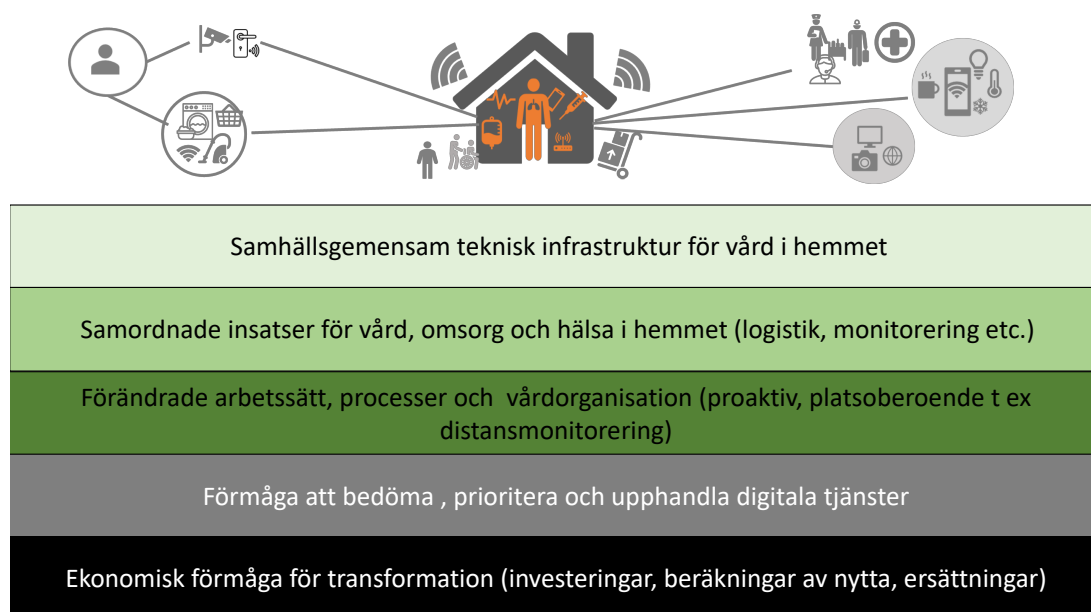 Samhällsgemensam teknisk infrastruktur för vård i hemmet
Samordnade insatser för vård, omsorg och hälsa i hemmet (logistik, monitorering etc.)
Förändrade arbetssätt, processer och vårdorganisation (proaktiv, platsoberoende t ex
distansmonitorering)
Förmåga att bedöma , prioritera och upphandla digitala tjänster
Ekonomisk förmåga för transformation (investeringar, beräkningar av nytta, ersättningar)